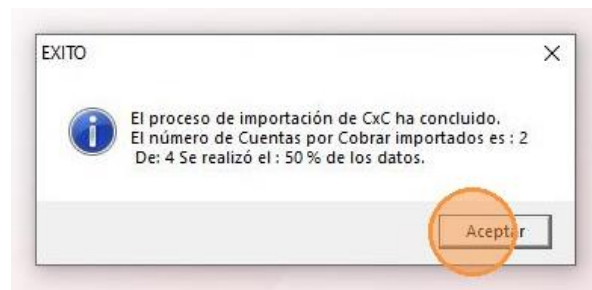 EXITO
El proceso de importación de CxC ha concluido.
El número de Cuentas por Cobrar importados es : 2
De: 4 Se realizó el : 50 % de los datos.
Aceptar